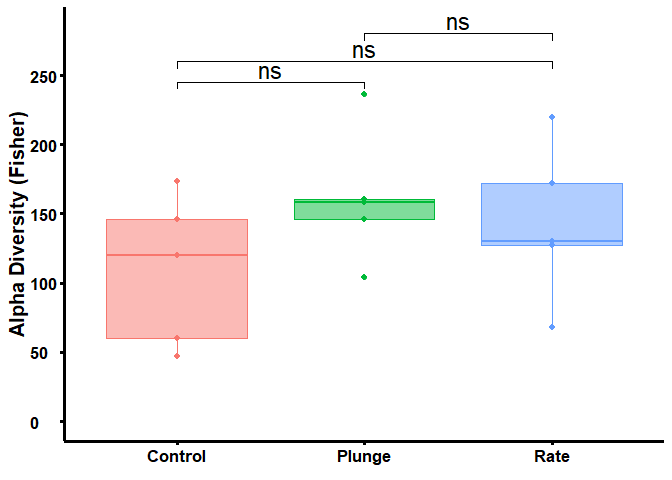 ns
ns
ns
250
200
150
100
50
0
Alpha Diversity (Fisher)
Control Plunge Rate